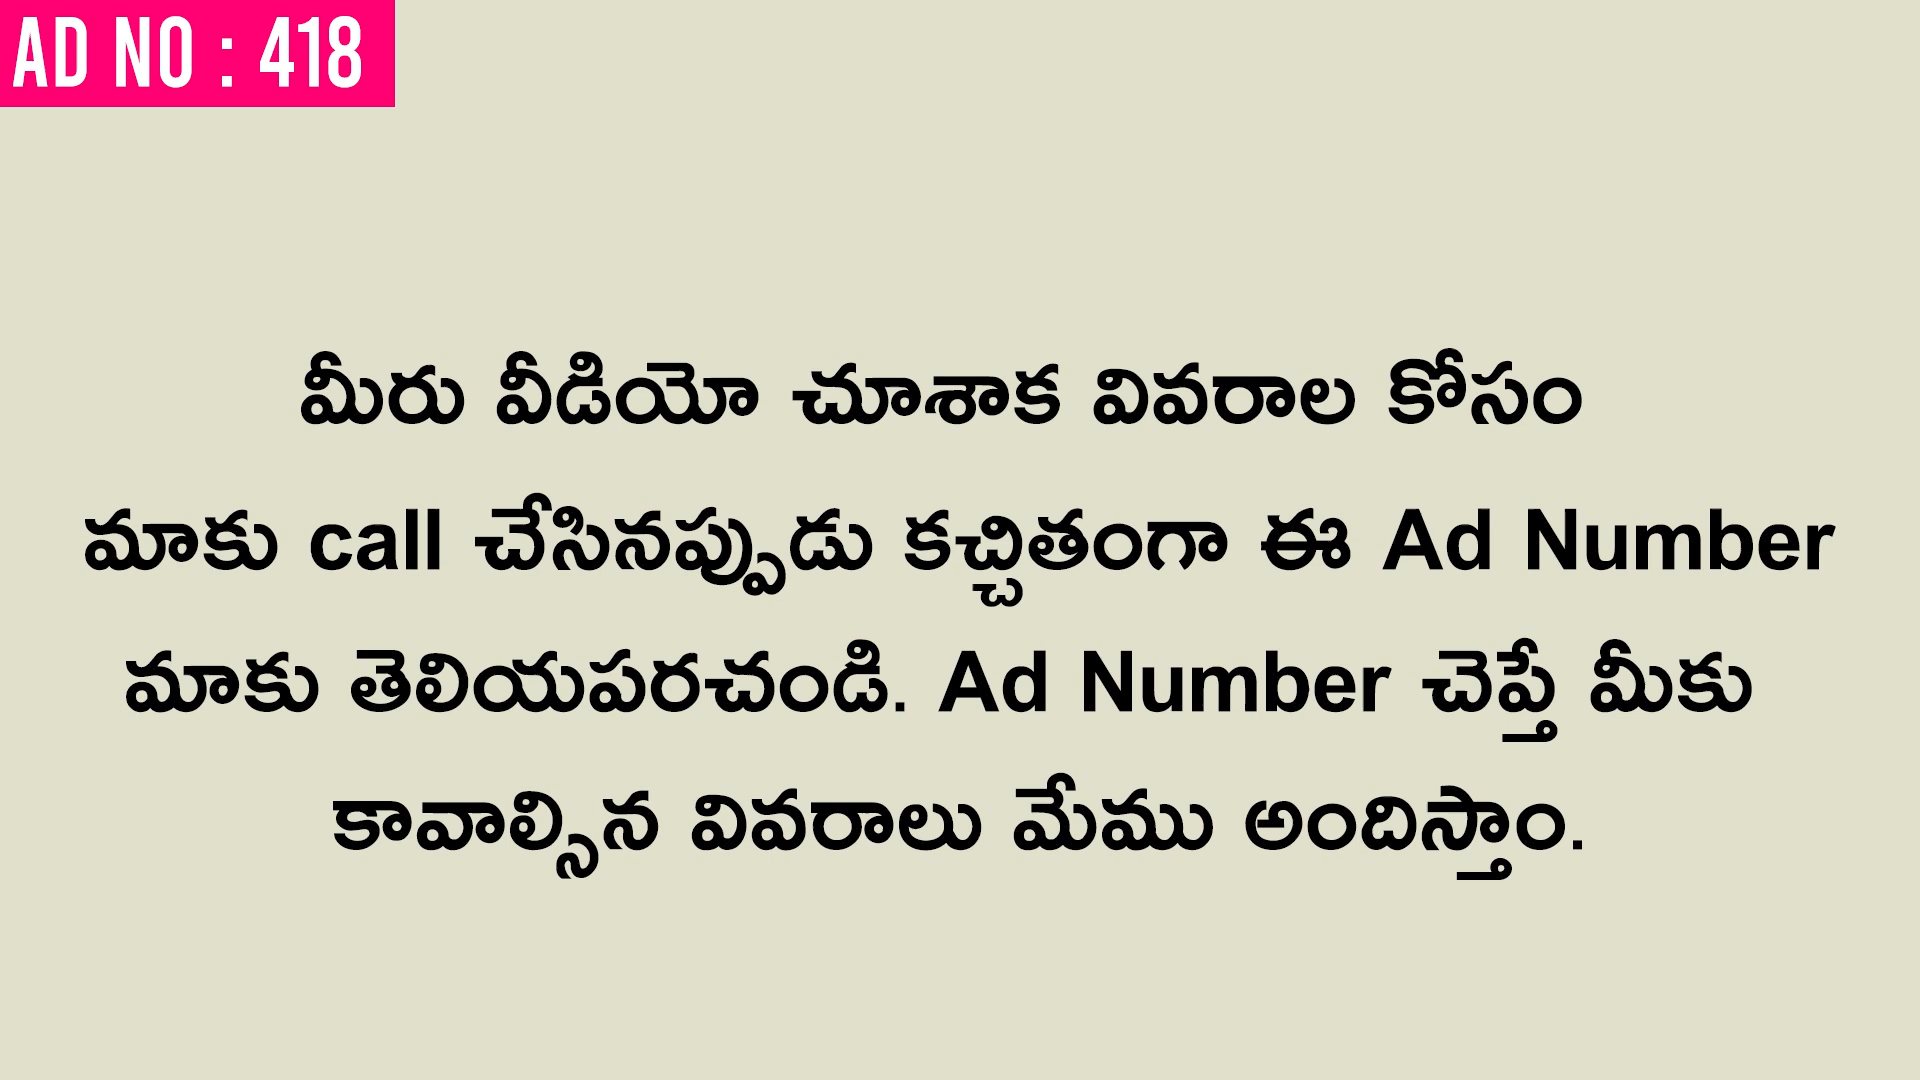 AD NO : 418
మీరు వీడియో చూశాక వివరాల కోసం
మాకు call చేసినప్పుడు కచ్చితంగా ఈ Ad Number
మాకు తెలియపరచండి. Ad Number చెప్తే మీకు
కావాల్సిన వివరాలు మేము అందిస్తాం.